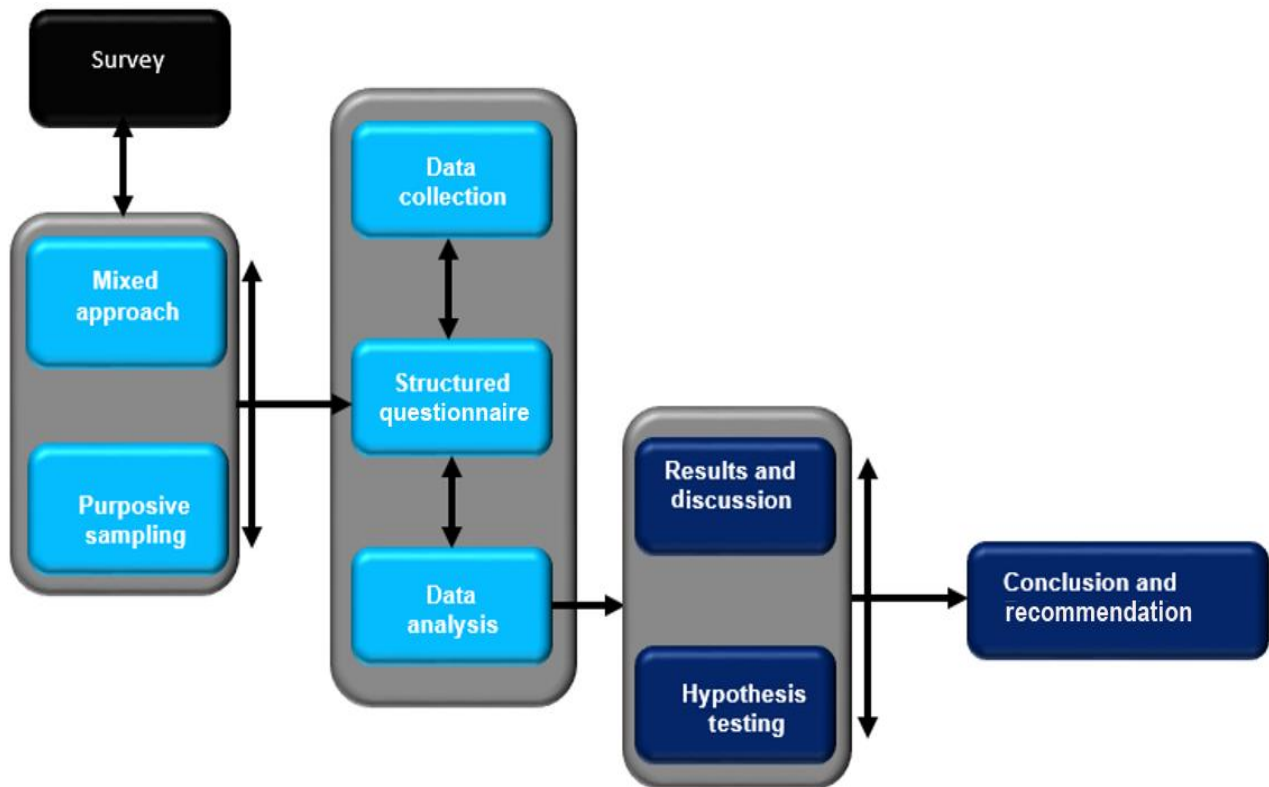 Survey
Mixed
approach
Purposive
sampling
Data
collection
Structured
questionnaire
Data
analysis
Results and
discussion
Hypothesis
testing
Conclusion and
recommendation